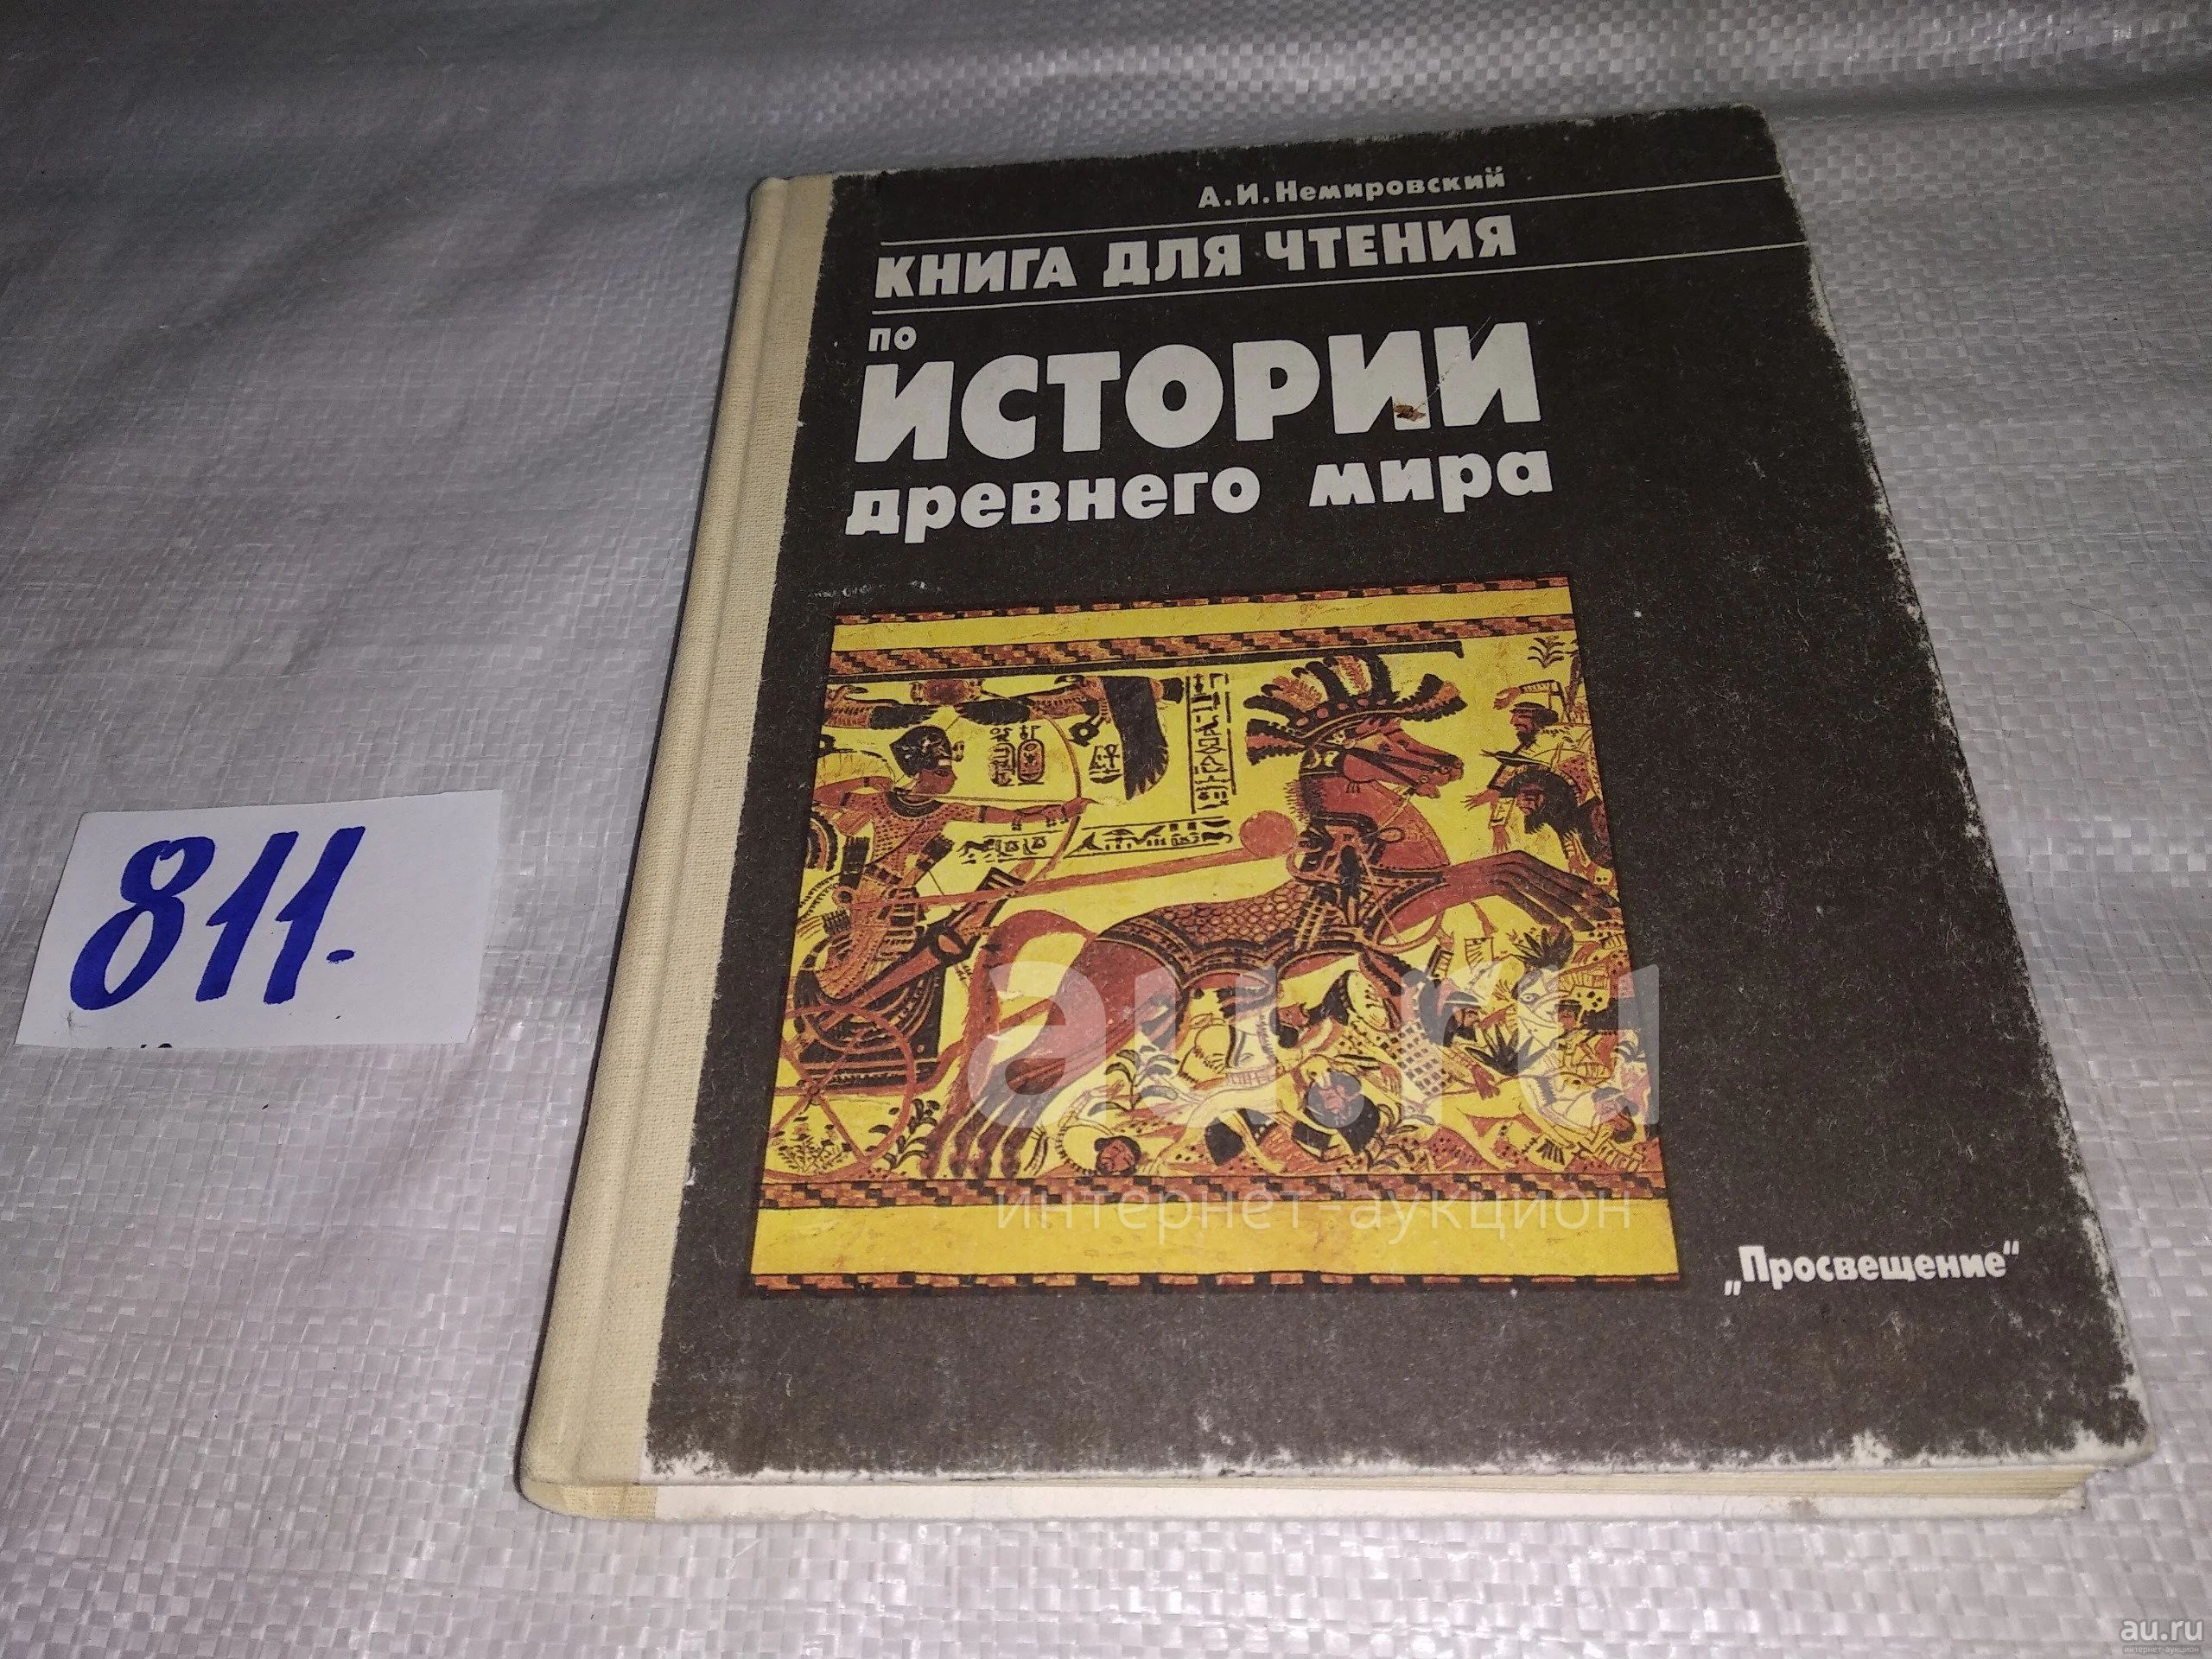 А.И.Немировский
КНИГА ДЛЯ ЧТЕНИЯ
по
ИСТОРИИ
древнего мира
811.
au.ru
интернет-аукцион
„Просвещение“
au.ru
интернет-аукцион